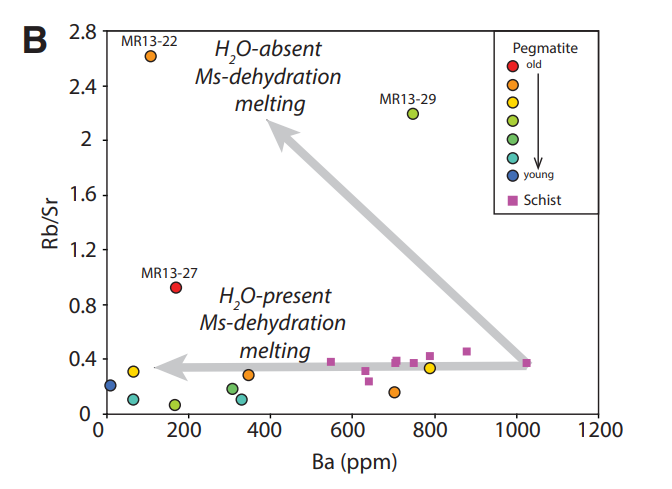 B
2.8
2.4
2
1.6
1.2
0.8
0.4
0
Rb/Sr
MR13-22
H₂O-absent
Ms-dehydration
melting
MR13-29
MR13-27
H₂O-present
Ms-dehydration
melting
Pegmatite
old
young
Schist
0
200
400
600
800
1000
1200
Ba (ppm)